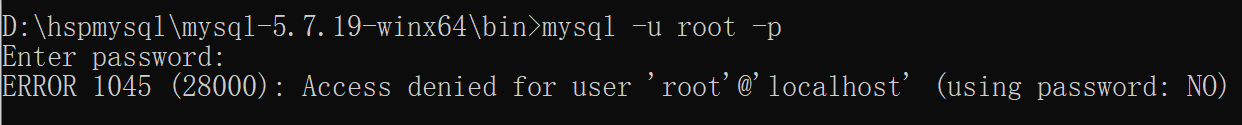 D:\hspmysql\mysql-5.7.19-winx64\bin>mysql -u root -p
Enter password:
ERROR 1045 (28000): Access denied for user 'root'@'localhost' (using password: NO)